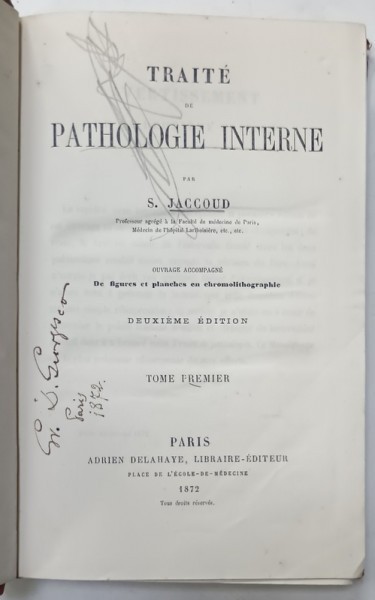 TRAITÉ
DE
PATHOLOGIE INTERNE
PAR
S. JACCOUD
Professeur agrégé à la Faculté de médecine de Paris,
Médecin de l'hôpital Lariboisière, etc., etc.
OUVRAGE ACCOMPAGNÉ
De figures et planches en chromolithographie
DEUXIÈME ÉDITION
TOME PREMIER
Gr. D. Georgesco
Paris
1872.
PARIS
ADRIEN DELAHAYE, LIBRAIRE-ÉDITEUR
PLACE DE L'ÉCOLE-DE-MÉDECINE
1872
Tous droits réservés.